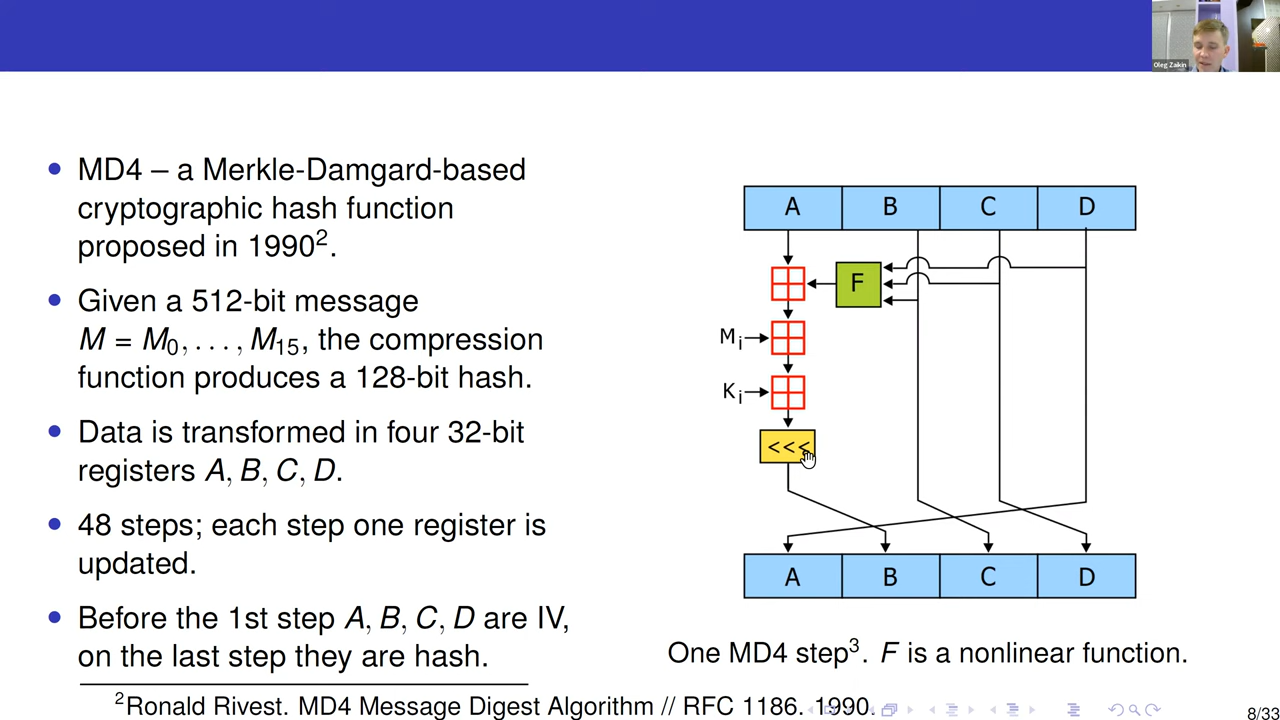 Oleg Zaikin
MD4 – a Merkle-Damgard-based
cryptographic hash function
proposed in 1990².
Given a 512-bit message
M = M₀, . . . , M₁₅, the compression
function produces a 128-bit hash.
Data is transformed in four 32-bit
registers A, B, C, D.
48 steps; each step one register is
updated.
Before the 1st step A, B, C, D are IV,
on the last step they are hash.
A B C D
F
Mᵢ
Kᵢ
<<<
A B C D
One MD4 step³. F is a nonlinear function.
²Ronald Rivest. MD4 Message Digest Algorithm // RFC 1186. 1990.
8/33